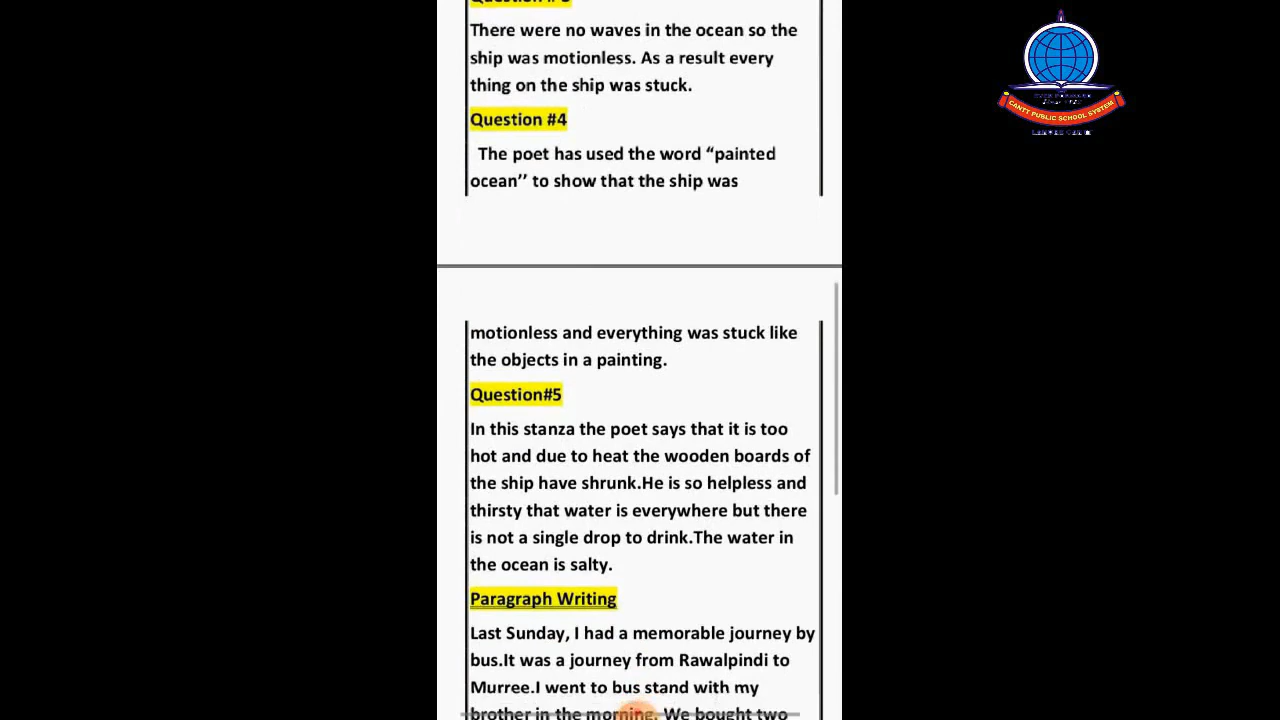 There were no waves in the ocean so the
ship was motionless. As a result every
thing on the ship was stuck.
Question #4
The poet has used the word “painted
ocean’’ to show that the ship was
motionless and everything was stuck like
the objects in a painting.
Question#5
In this stanza the poet says that it is too
hot and due to heat the wooden boards of
the ship have shrunk.He is so helpless and
thirsty that water is everywhere but there
is not a single drop to drink.The water in
the ocean is salty.
Paragraph Writing
Last Sunday, I had a memorable journey by
bus.It was a journey from Rawalpindi to
Murree.I went to bus stand with my
brother in the morning. We bought two
CANTT PUBLIC SCHOOL SYSTEM